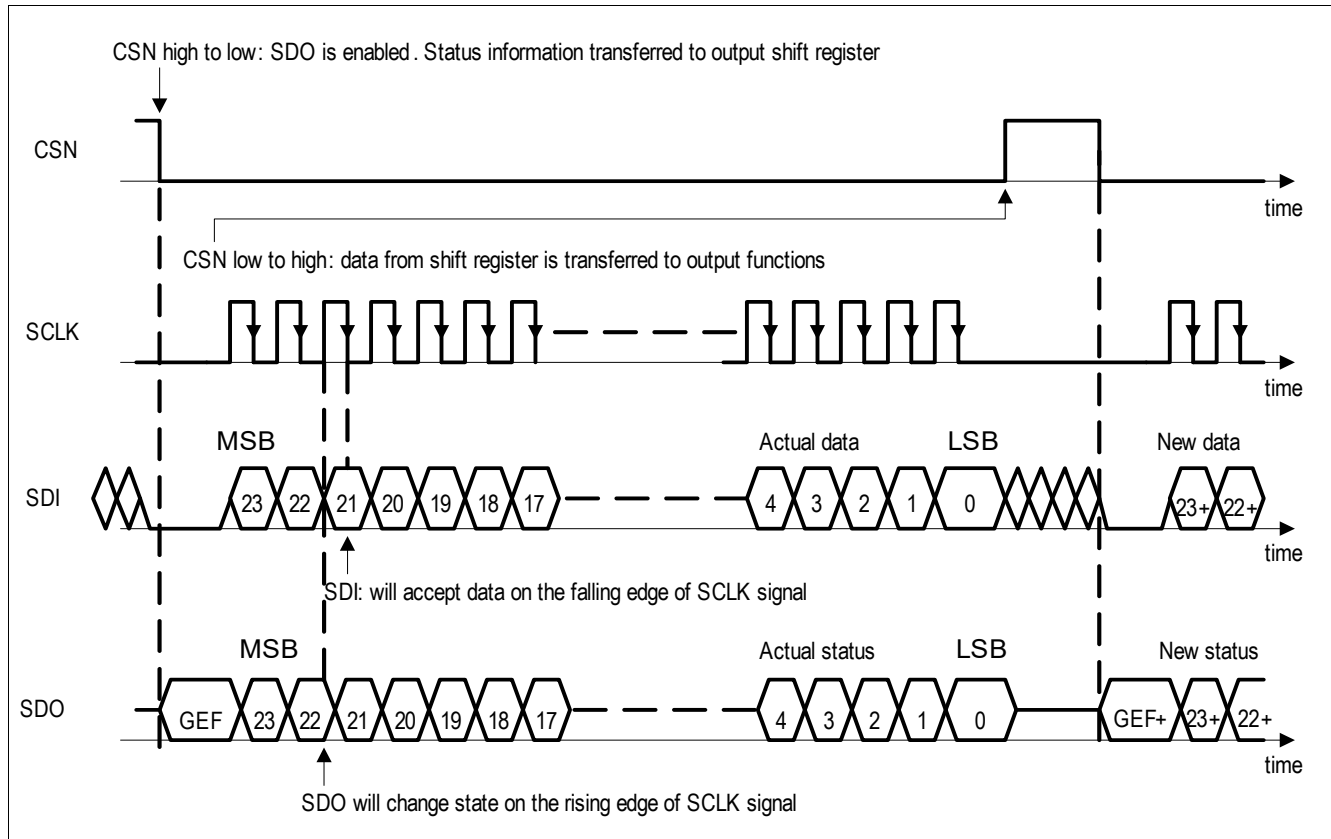 CSN high to low: SDO is enabled. Status information transferred to output shift register
CSN
time
CSN low to high: data from shift register is transferred to output functions
SCLK
time
MSB Actual data LSB New data
SDI 23 22 21 20 19 18 17 4 3 2 1 0 23+ 22+
time
SDI: will accept data on the falling edge of SCLK signal
MSB Actual status LSB New status
SDO GEF 23 22 21 20 19 18 17 4 3 2 1 0 GEF+ 23+ 22+
time
SDO will change state on the rising edge of SCLK signal